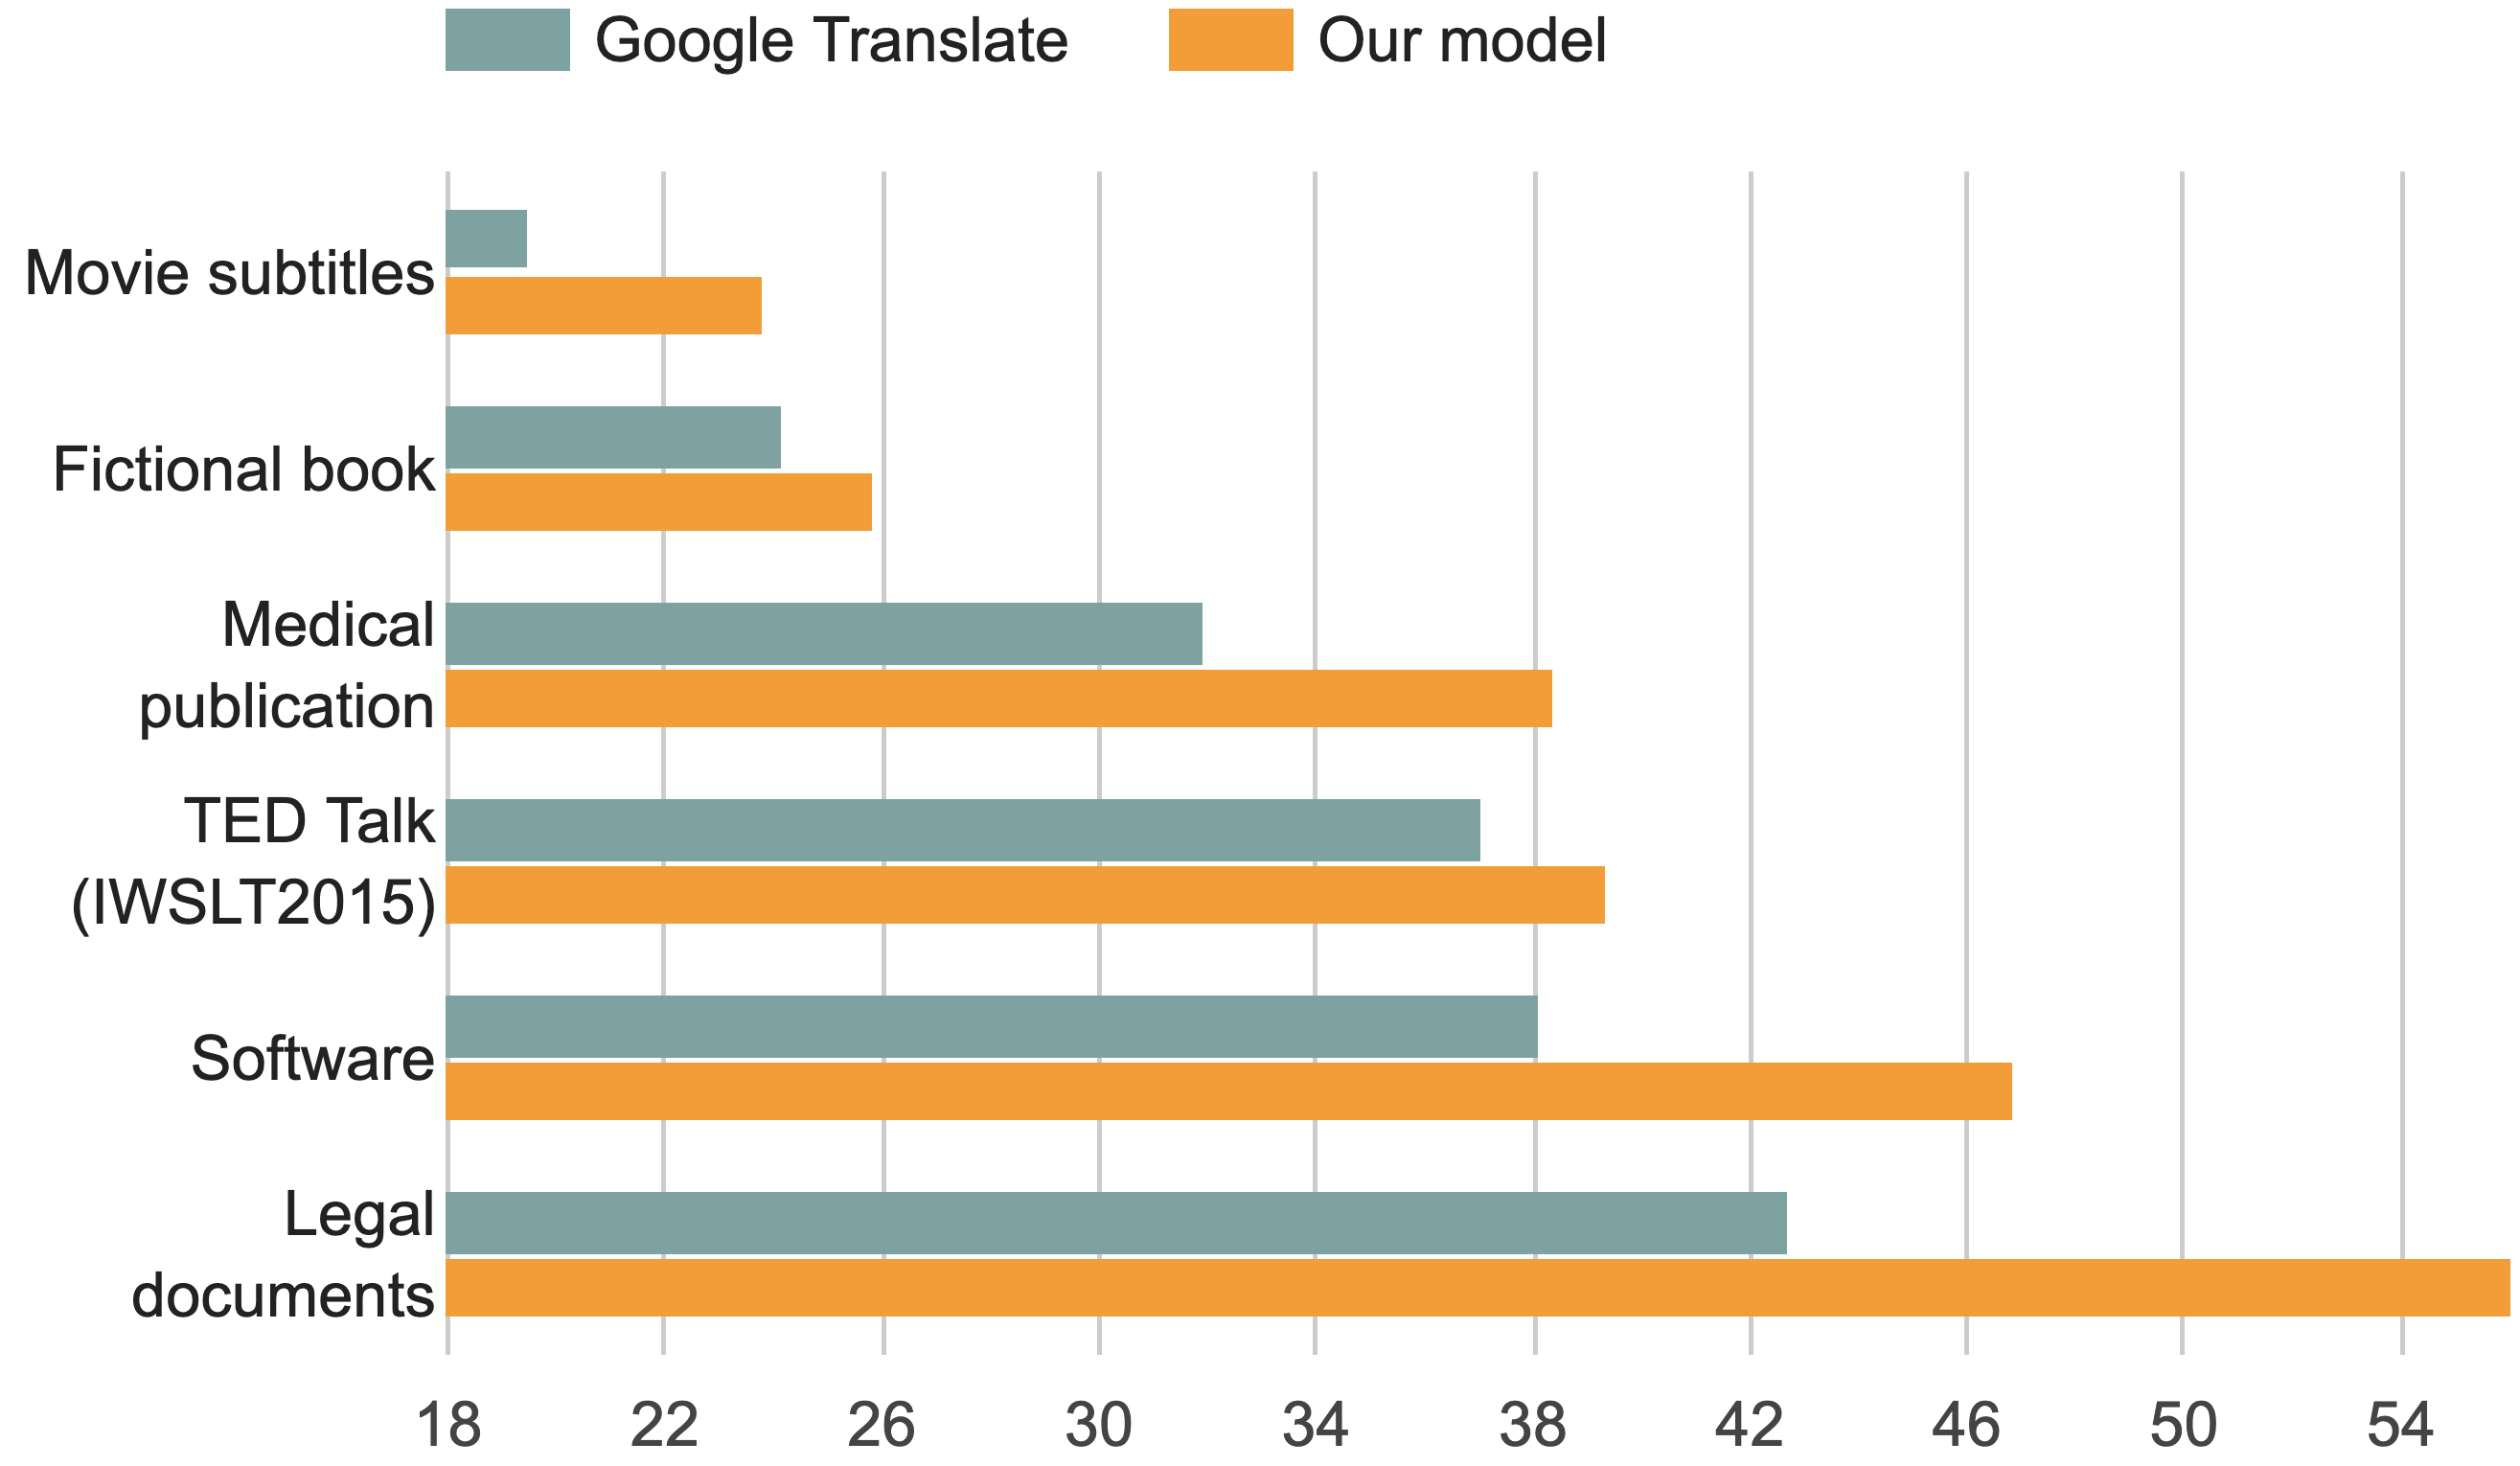 Google Translate
Our model
Movie subtitles
Fictional book
Medical
publication
TED Talk
(IWSLT2015)
Software
Legal
documents
18 22 26 30 34 38 42 46 50 54